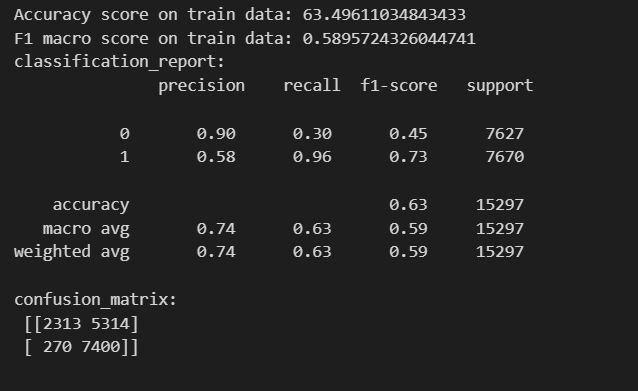 Accuracy score on train data: 63.49611034843433
F1 macro score on train data: 0.5895724326044741
classification_report:
precision recall f1-score support
0 0.90 0.30 0.45 7627
1 0.58 0.96 0.73 7670
accuracy 0.63 15297
macro avg 0.74 0.63 0.59 15297
weighted avg 0.74 0.63 0.59 15297
confusion_matrix:
[[2313 5314]
[ 270 7400]]